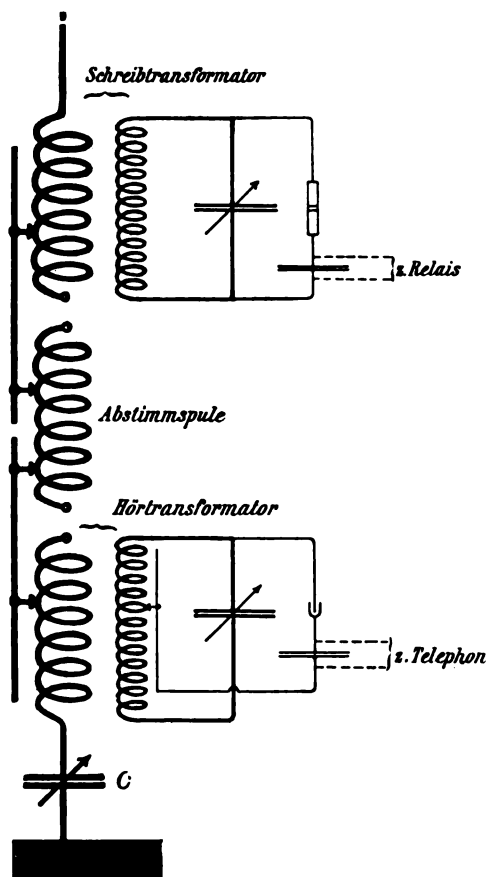 Schreibtransformator
z. Relais
Abstimmspule
Hörtransformator
z. Telephon
C